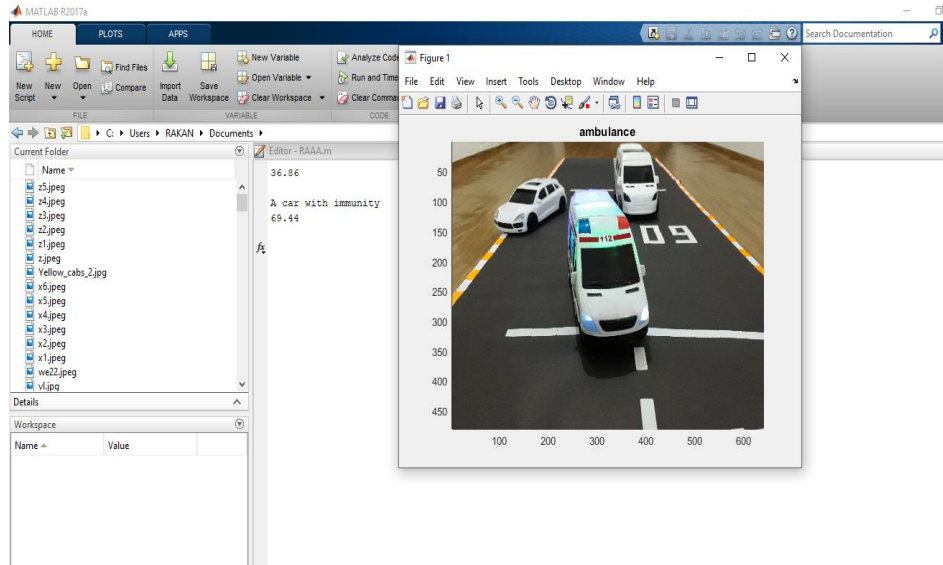 MATLAB R2017a
HOME PLOTS APPS
Search Documentation
New Script
New
Open
Find Files
Compare
Import Data
Save Workspace
New Variable
Open Variable
Clear Workspace
Analyze Code
Run and Time
Clear Comma
FILE VARIABLE CODE
C: Users RAKAN Documents
Current Folder
Name
z5.jpeg
z4.jpeg
z3.jpeg
z2.jpeg
z1.jpeg
z.jpeg
Yellow_cabs_2.jpg
x6.jpeg
x5.jpeg
x4.jpeg
x3.jpeg
x2.jpeg
x1.jpeg
we22.jpeg
vl.jpg
Details
Workspace
Name Value
Editor - RAAA.m
36.86
A car with immunity
69.44
fx
Figure 1
File Edit View Insert Tools Desktop Window Help
ambulance
50
100
150
200
250
300
350
400
450
100 200 300 400 500 600
112
09